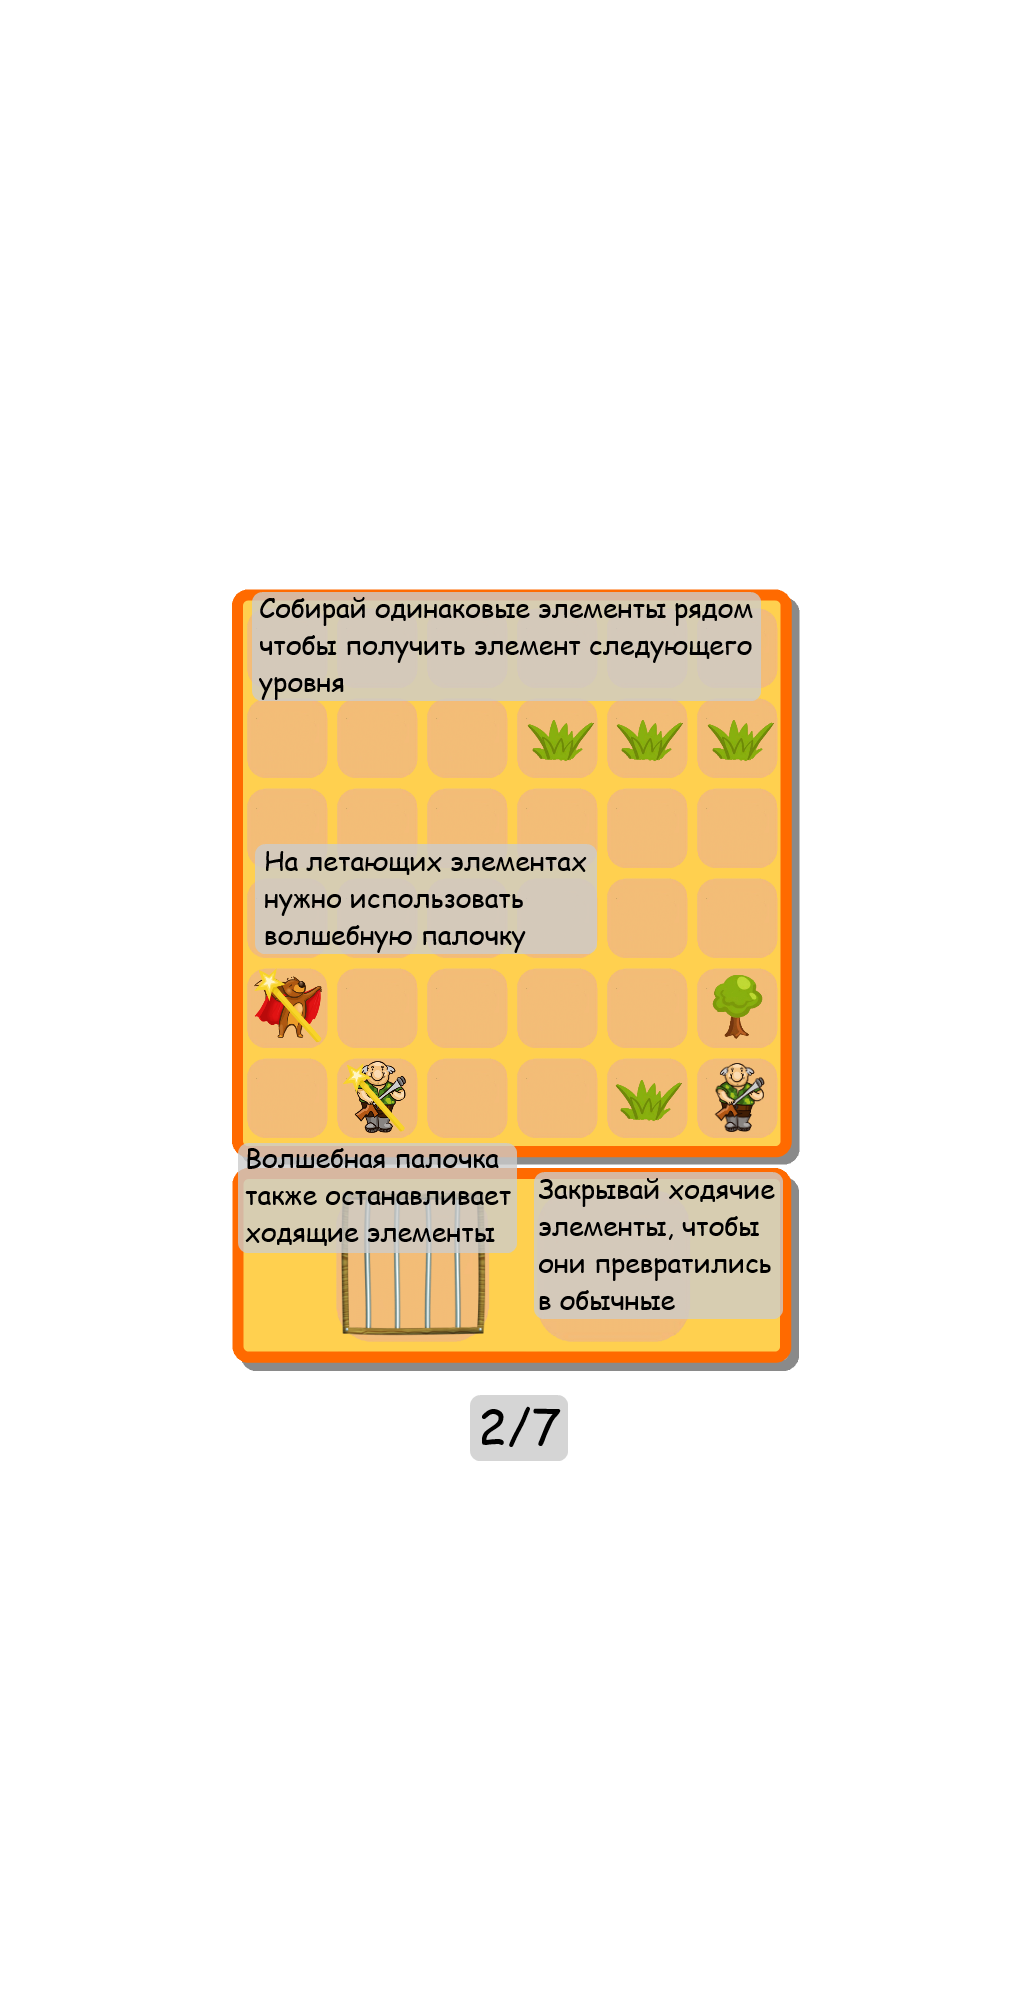 Собирай одинаковые элементы рядом
чтобы получить элемент следующего
уровня
На летающих элементах
нужно использовать
волшебную палочку
Волшебная палочка
также останавливает
ходящие элементы
Закрывай ходячие
элементы, чтобы
они превратились
в обычные
2/7